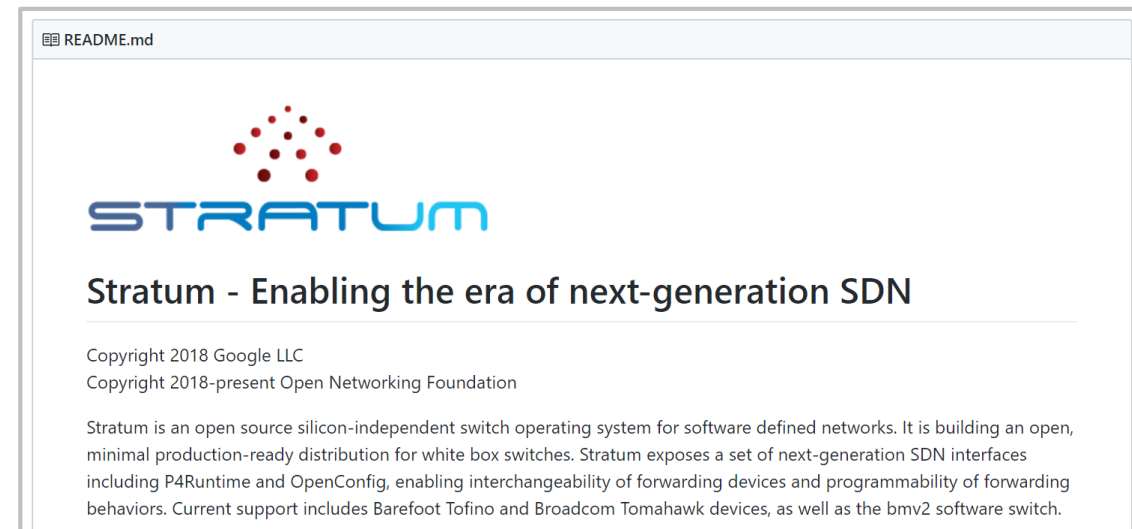 README.md
STRATUM
Stratum - Enabling the era of next-generation SDN
Copyright 2018 Google LLC
Copyright 2018-present Open Networking Foundation
Stratum is an open source silicon-independent switch operating system for software defined networks. It is building an open,
minimal production-ready distribution for white box switches. Stratum exposes a set of next-generation SDN interfaces
including P4Runtime and OpenConfig, enabling interchangeability of forwarding devices and programmability of forwarding
behaviors. Current support includes Barefoot Tofino and Broadcom Tomahawk devices, as well as the bmv2 software switch.